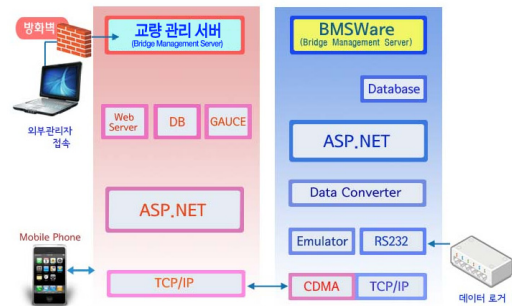 방화벽
교량 관리 서버
(Bridge Management Server)
BMSWare
(Bridge Management Server)
외부관리자
접속
Web
Server
DB
GAUCE
Database
ASP.NET
ASP.NET
Data Converter
Mobile Phone
Emulator
RS232
TCP/IP
CDMA
TCP/IP
데이터 로거